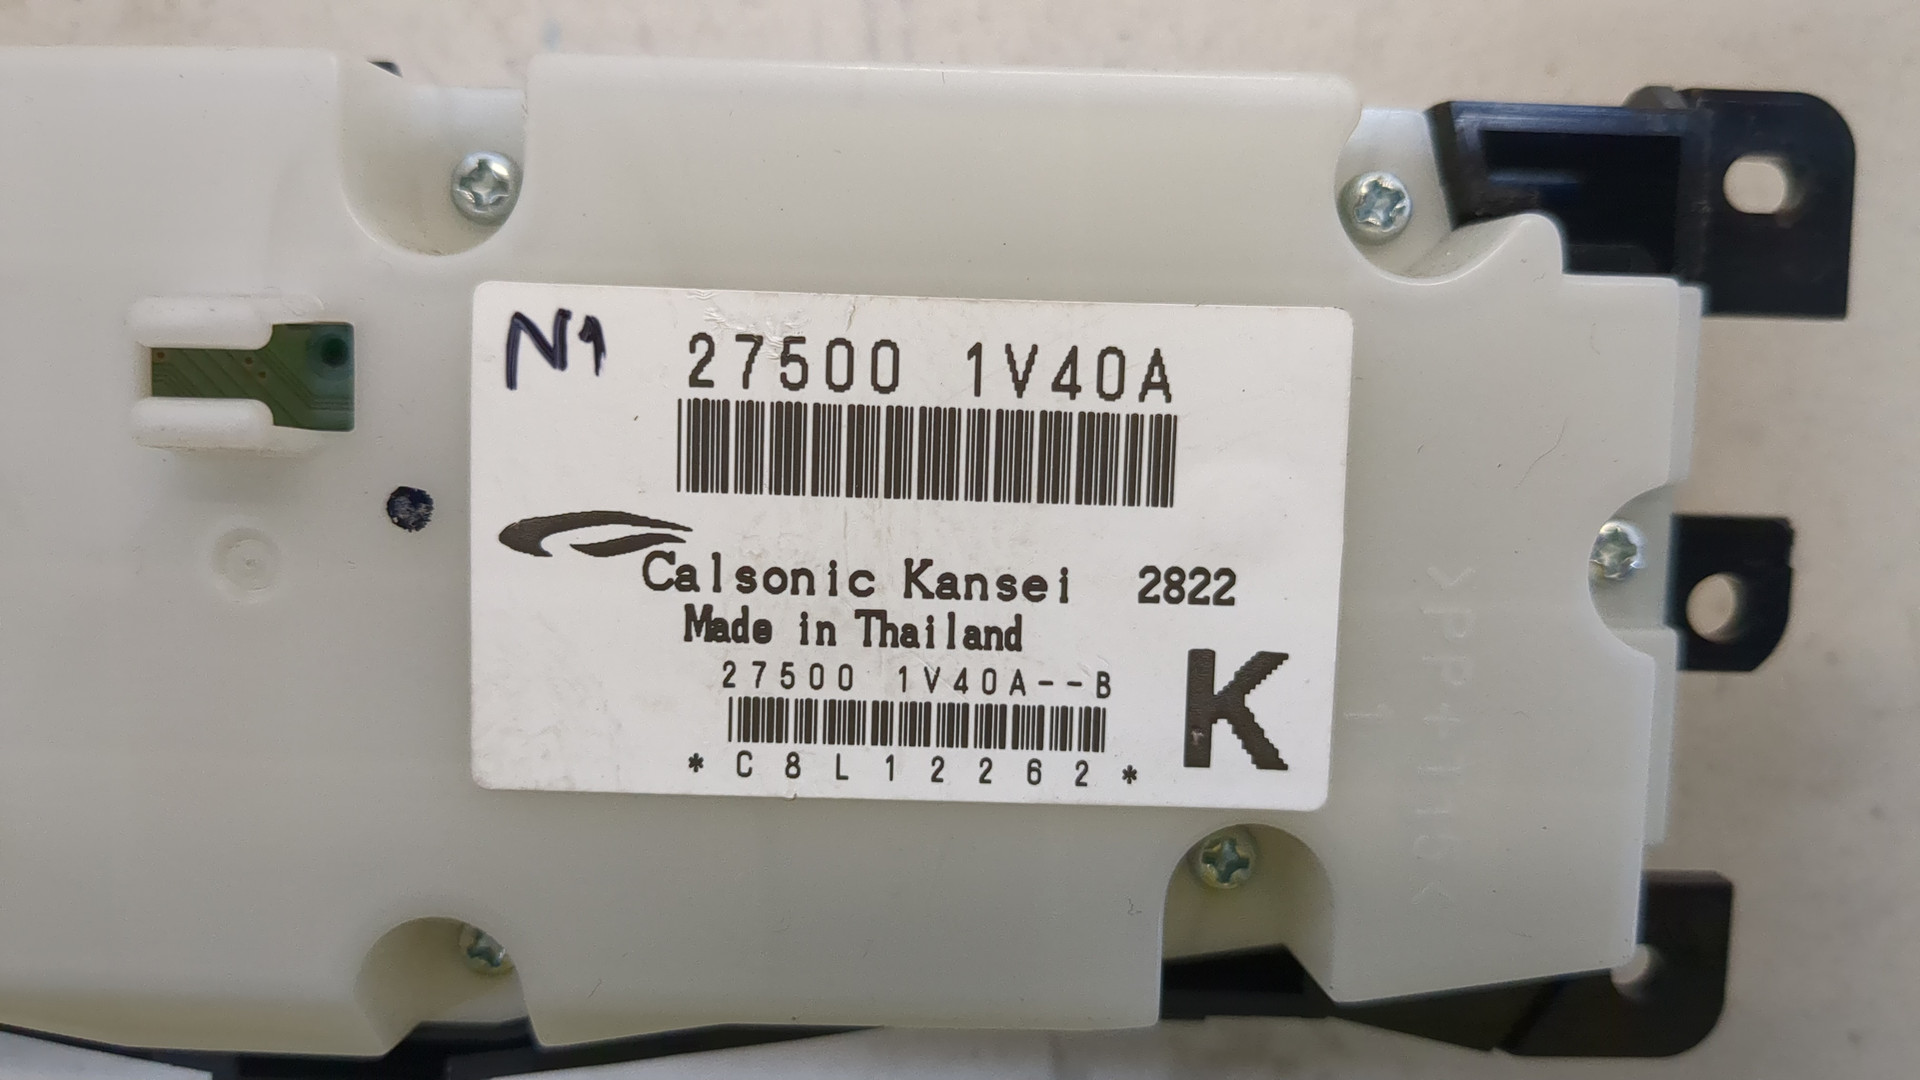 N1
27500 1V40A
Calsonic Kansei 2822
Made in Thailand
27500 1V40A--B
K
*C8L12262*